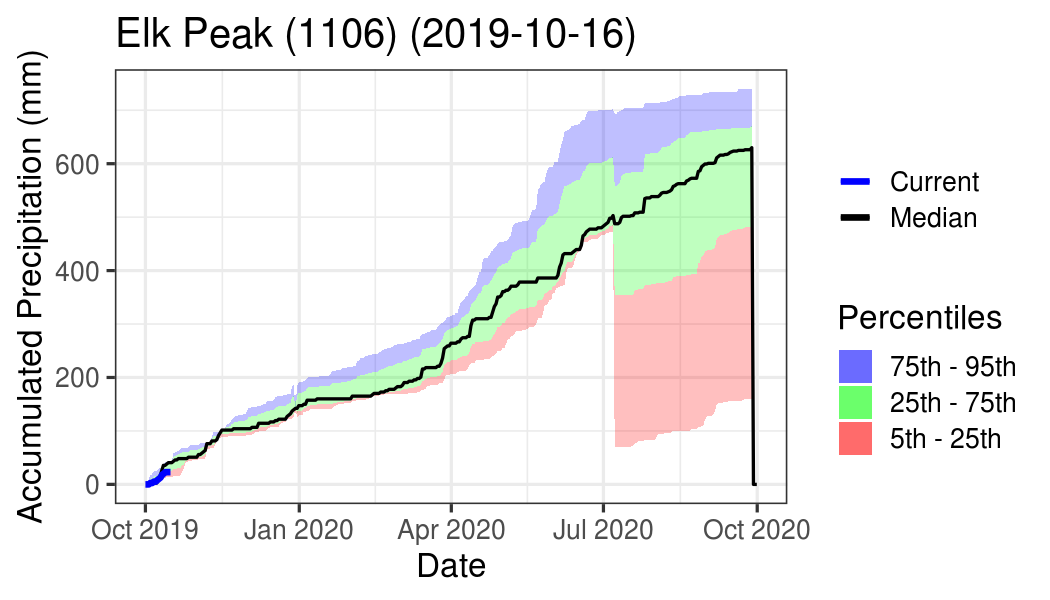 Elk Peak (1106) (2019-10-16)
Accumulated Precipitation (mm)
600
400
200
0
Oct 2019
Jan 2020
Apr 2020
Jul 2020
Oct 2020
Date
Current
Median
Percentiles
75th - 95th
25th - 75th
5th - 25th